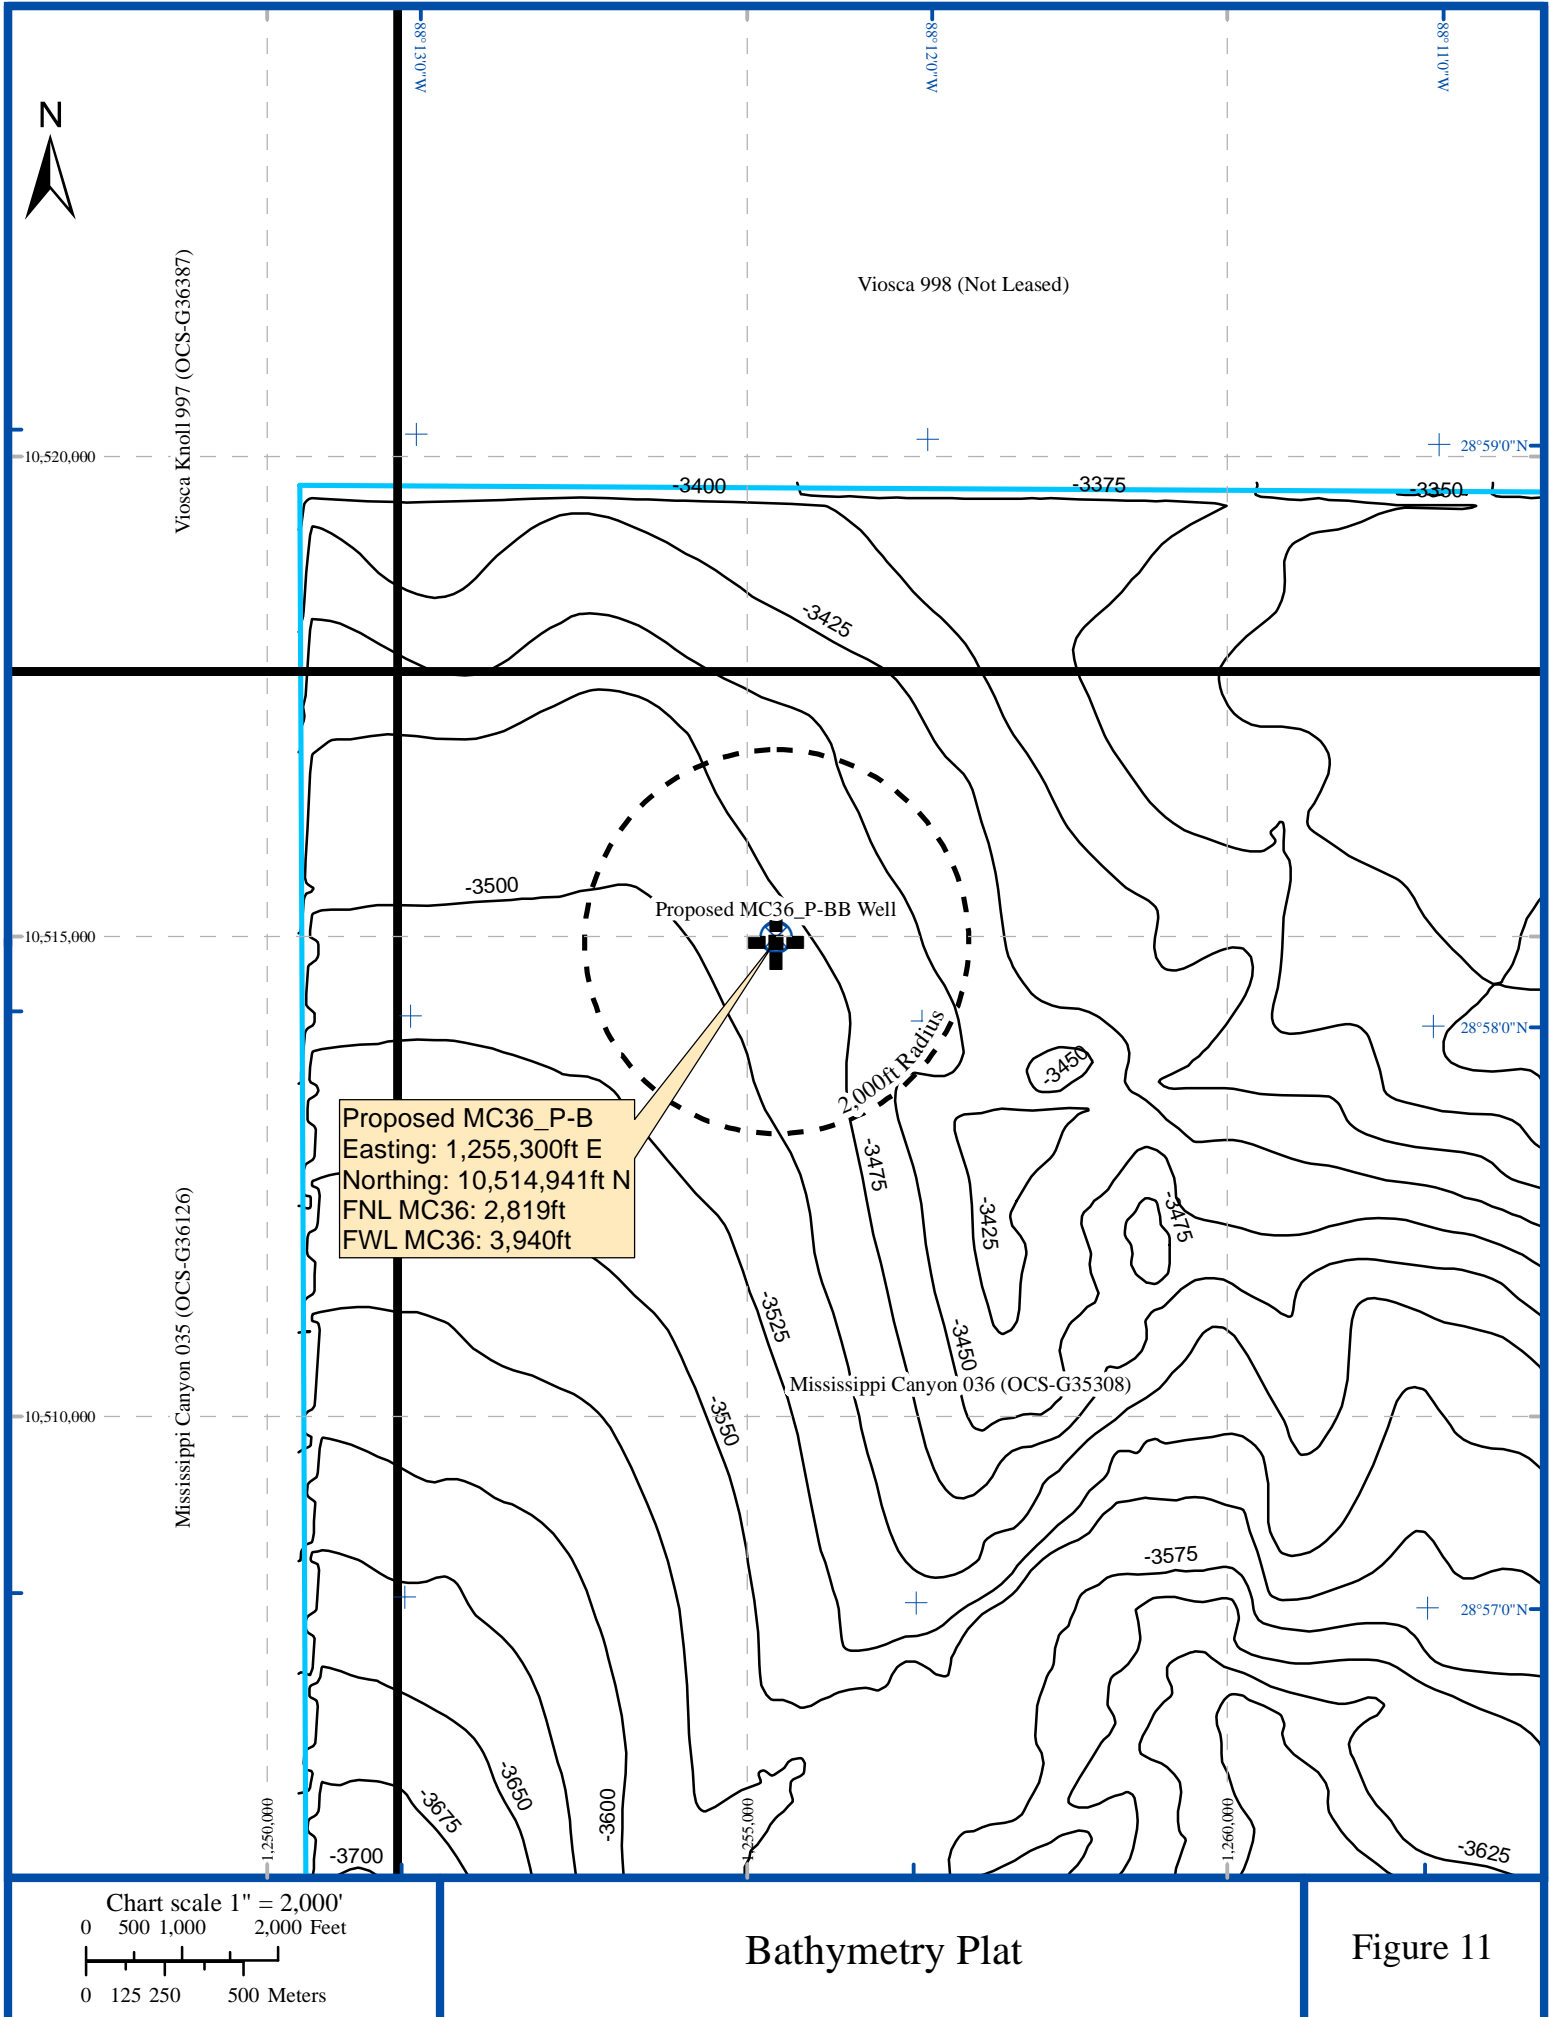 88°13'0"W
88°12'0"W
88°11'0"W
N
Viosca Knoll 997 (OCS-G36387)
Viosca 998 (Not Leased)
10,520,000
28°59'0"N
-3400
-3375
-3350
-3425
-3500
Proposed MC36_P-BB Well
10,515,000
28°58'0"N
2,000ft Radius
-3450
Proposed MC36_P-B
Easting: 1,255,300ft E
Northing: 10,514,941ft N
FNL MC36: 2,819ft
FWL MC36: 3,940ft
-3475
-3425
-3475
Mississippi Canyon 035 (OCS-G36126)
-3525
-3450
Mississippi Canyon 036 (OCS-G35308)
-3550
10,510,000
-3575
28°57'0"N
-3650
-3675
-3600
-3700
-3625
1,250,000
1,255,000
1,260,000
Chart scale 1" = 2,000'
0 500 1,000 2,000 Feet
0 125 250 500 Meters
Bathymetry Plat
Figure 11